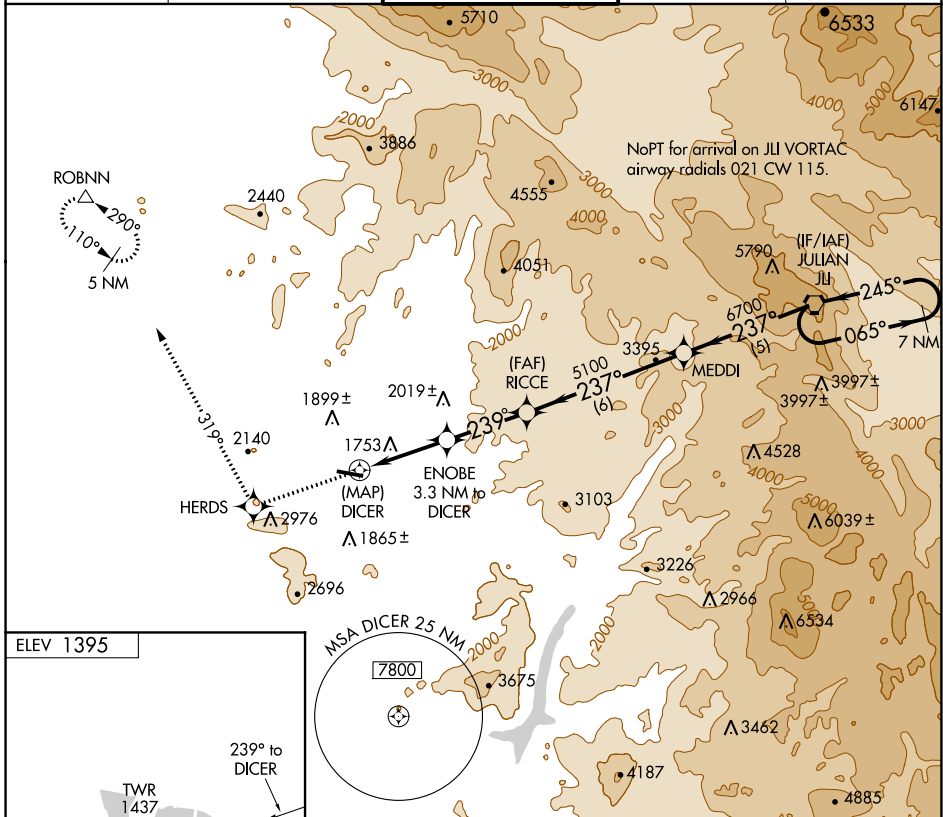 5710
6533
3000
4000
5000
6147
2000
3886
NoPT for arrival on JLI VORTAC
airway radials 021 CW 115.
ROBNN
290°
110°
5 NM
2440
4555
3000
4000
4051
5790
(IF/IAF)
JULIAN
JLI
245°
065°
7 NM
6700
237°
(5)
2000
3395
MEDDI
5100
237°
(6)
(FAF)
RICCE
239°
3997±
3997±
3000
3000
319°
1899±
2019±
2140
1753
ENOBE
3.3 NM to
DICER
4528
4000
(MAP)
DICER
HERDS
2976
3103
5000
6039±
1865±
3226
2696
2966
5000
6534
ELEV 1395
MSA DICER 25 NM
7800
2000
2000
3675
3462
239° to
DICER
TWR
1437
4187
4885